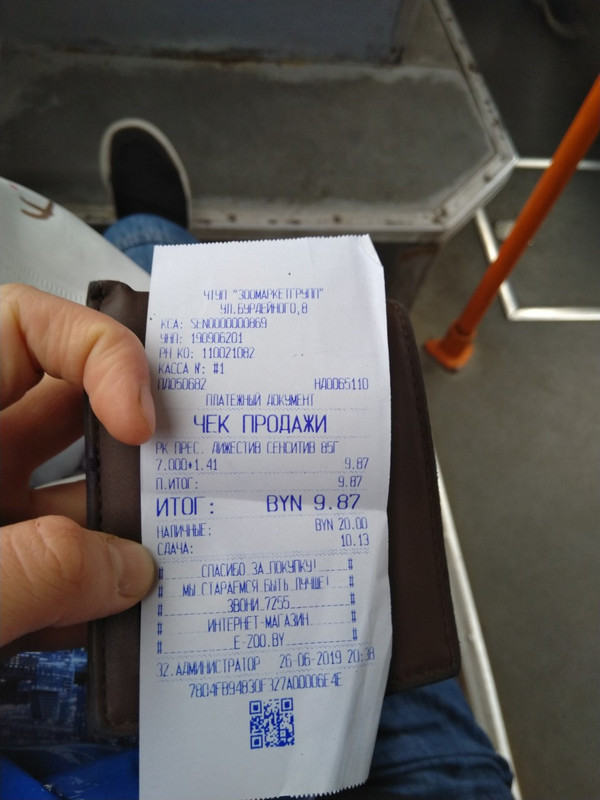 ЧТУП "ЗООМАРКЕТГРУПП"
УЛ.БУРДЕЙНОГО,8
КСА: SEN0000000869
УНП: 190906201
РН КО: 110021082
КАССА №: #1
ПД050682 НД0065110
ПЛАТЕЖНЫЙ ДОКУМЕНТ
ЧЕК ПРОДАЖИ
РК ПРЕС. ДИЖЕСТИВ СЕНСИТИВ 85Г
7.000*1.41 9.87
П.ИТОГ: 9.87
ИТОГ: BYN 9.87
НАЛИЧНЫЕ: BYN 20.00
СДАЧА: 10.13
# СПАСИБО ЗА ПОКУПКУ! #
# МЫ СТАРАЕМСЯ БЫТЬ ЛУЧШЕ! #
# ЗВОНИ 7255 #
# ИНТЕРНЕТ-МАГАЗИН #
# E-ZOO.BY #
32.АДМИНИСТРАТОР 26-06-2019 20:38
7804FB94830F327A00006E4E